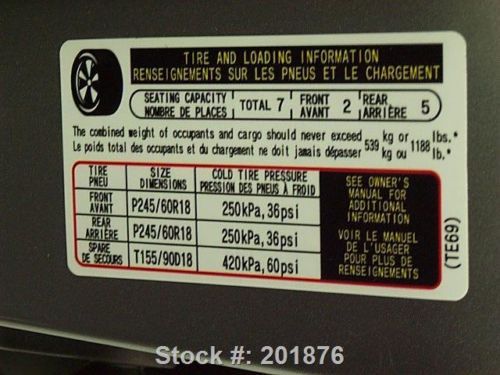 TIRE AND LOADING INFORMATION
RENSEIGNEMENTS SUR LES PNEUS ET LE CHARGEMENT
SEATING CAPACITY
NOMBRE DE PLACES
TOTAL 7
FRONT
AVANT
2
REAR
ARRIÈRE
5
The combined weight of occupants and cargo should never exceed 539 kg or 1188 lbs.*
Le poids total des occupants et du chargement ne doit jamais dépasser kg ou lb.*
TIRE
PNEU
SIZE
DIMENSIONS
COLD TIRE PRESSURE
PRESSION DES PNEUS À FROID
FRONT
AVANT
P245/60R18
250kPa, 36psi
REAR
ARRIÈRE
P245/60R18
250kPa, 36psi
SPARE
DE SECOURS
T155/90D18
420kPa, 60psi
SEE OWNER'S
MANUAL FOR
ADDITIONAL
INFORMATION
VOIR LE MANUEL
DE L'USAGER
POUR PLUS DE
RENSEIGNEMENTS
(TE69)
Stock #: 201876